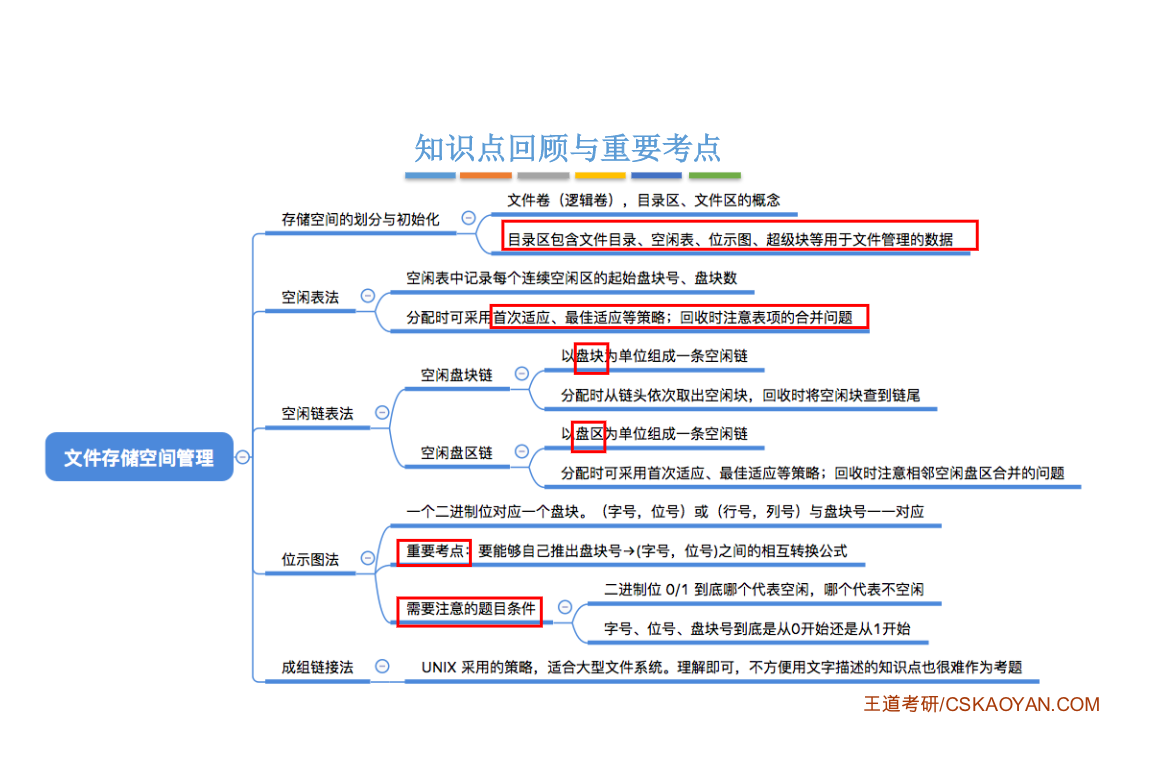 知识点回顾与重要考点
文件卷（逻辑卷），目录区、文件区的概念
存储空间的划分与初始化
目录区包含文件目录、空闲表、位示图、超级块等用于文件管理的数据
空闲表中记录每个连续空闲区的起始盘块号、盘块数
空闲表法
分配时可采用首次适应、最佳适应等策略；回收时注意表项的合并问题
以盘块为单位组成一条空闲链
空闲盘块链
分配时从链头依次取出空闲块，回收时将空闲块查到链尾
空闲链表法
以盘区为单位组成一条空闲链
空闲盘区链
分配时可采用首次适应、最佳适应等策略；回收时注意相邻空闲盘区合并的问题
文件存储空间管理
一个二进制位对应一个盘块。（字号，位号）或（行号，列号）与盘块号一一对应
位示图法
重要考点：要能够自己推出盘块号→(字号，位号)之间的相互转换公式
二进制位 0/1 到底哪个代表空闲，哪个代表不空闲
需要注意的题目条件
字号、位号、盘块号到底是从0开始还是从1开始
成组链接法
UNIX 采用的策略，适合大型文件系统。理解即可，不方便用文字描述的知识点也很难作为考题
王道考研/CSKAOYAN.COM